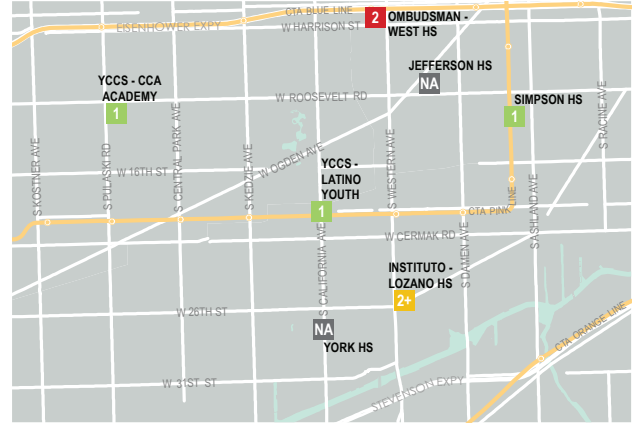 CTA BLUE LINE
EISENHOWER EXPY
W HARRISON ST
2
OMBUDSMAN -
WEST HS
JEFFERSON HS
NA
YCCS - CCA
ACADEMY
1
W ROOSEVELT RD
SIMPSON HS
1
S KOSTNER AVE
S PULASKI RD
S CENTRAL PARK AVE
S KEDZIE AVE
W OGDEN AVE
S WESTERN AVE
S RACINE AVE
W 16TH ST
YCCS -
LATINO
YOUTH
1
CTA PINK LINE
S ASHLAND AVE
W CERMAK RD
S DAMEN AVE
S CALIFORNIA AVE
INSTITUTO -
LOZANO HS
2+
W 26TH ST
NA
YORK HS
CTA ORANGE LINE
W 31ST ST
STEVENSON EXPY